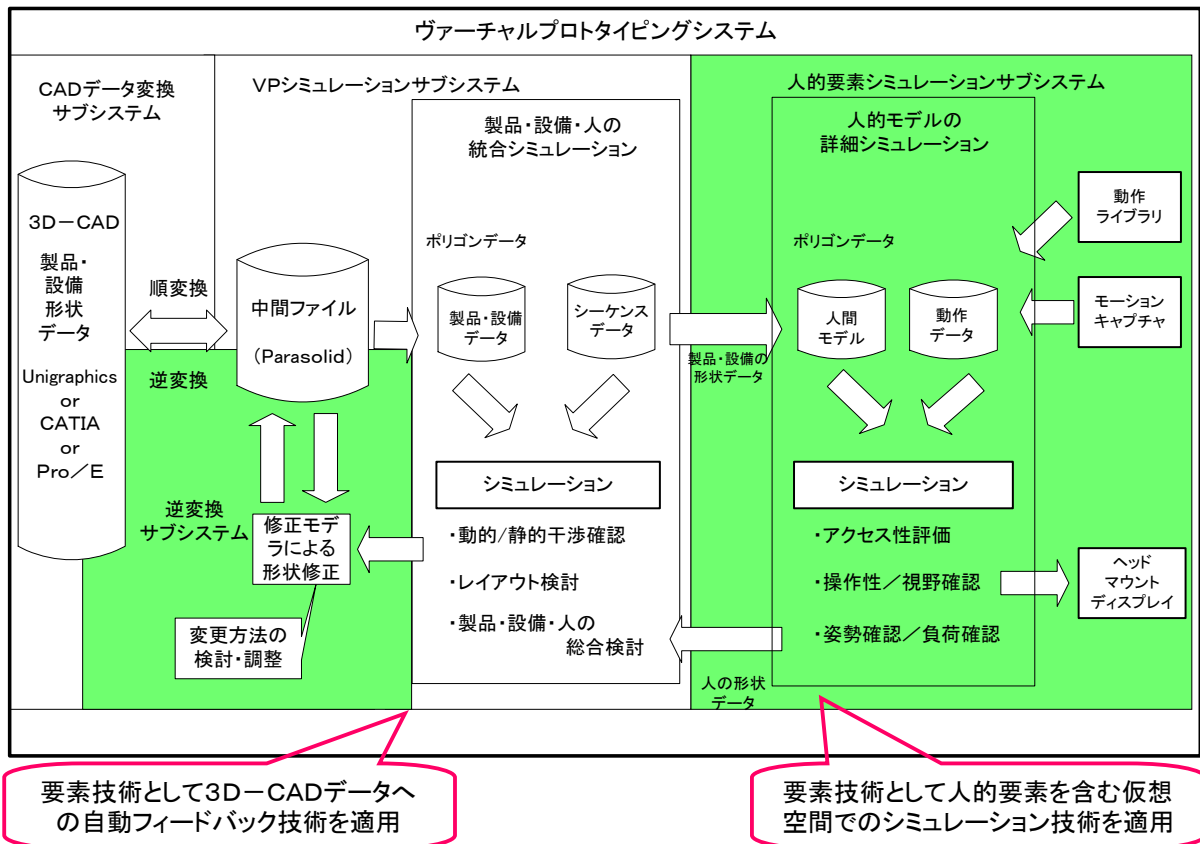 ヴァーチャルプロトタイピングシステム
CADデータ変換
サブシステム
3D－CAD
製品・
設備
形状
データ
Unigraphics
or
CATIA
or
Pro／E
順変換
逆変換
逆変換
サブシステム
VPシミュレーションサブシステム
中間ファイル
（Parasolid）
修正モデ
ラによる
形状修正
変更方法の
検討・調整
製品・設備・人の
統合シミュレーション
ポリゴンデータ
製品・設備
データ
シーケンス
データ
シミュレーション
・動的/静的干渉確認
・レイアウト検討
・製品・設備・人の
総合検討
人的要素シミュレーションサブシステム
製品・設備の
形状データ
人の形状
データ
人的モデルの
詳細シミュレーション
ポリゴンデータ
人間
モデル
動作
データ
シミュレーション
・アクセス性評価
・操作性／視野確認
・姿勢確認／負荷確認
動作
ライブラリ
モーション
キャプチャ
ヘッド
マウント
ディスプレイ
要素技術として3D－CADデータへ
の自動フィードバック技術を適用
要素技術として人的要素を含む仮想
空間でのシミュレーション技術を適用